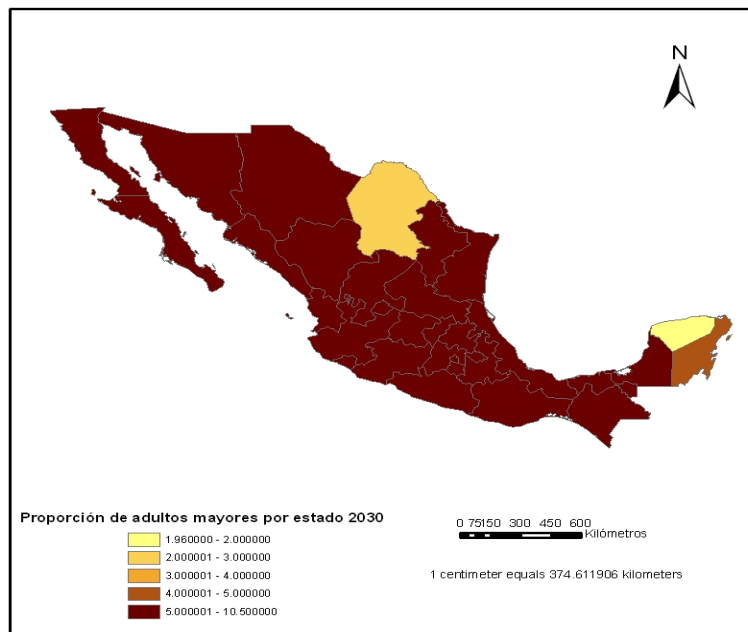 N
Proporción de adultos mayores por estado 2030
1.960000 - 2.000000
2.000001 - 3.000000
3.000001 - 4.000000
4.000001 - 5.000000
5.000001 - 10.500000
0 75150 300 450 600
Kilómetros
1 centimeter equals 374.611906 kilometers